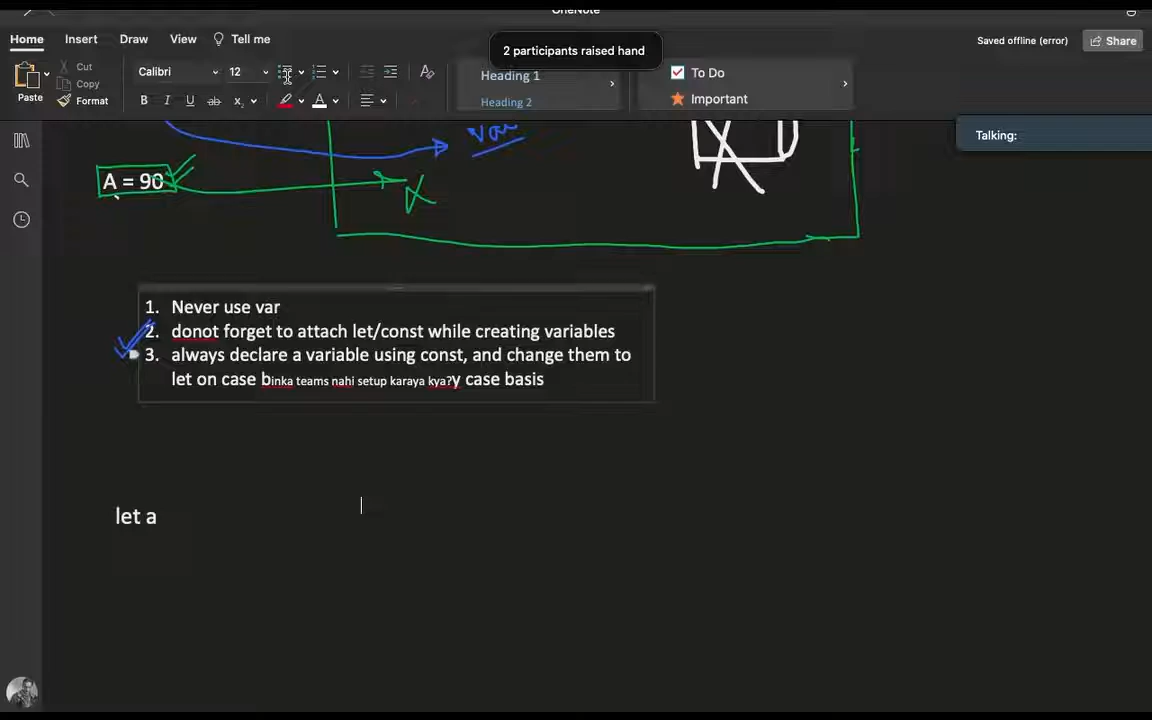 OneNote
Home Insert Draw View Tell me
2 participants raised hand
Saved offline (error) Share
Paste Cut Copy Format
Calibri 12
B I U ab x A
Heading 1
Heading 2
To Do
Important
Talking:
var
A = 90
1. Never use var
2. donot forget to attach let/const while creating variables
3. always declare a variable using const, and change them to
let on case binka teams nahi setup karaya kya?y case basis
let a